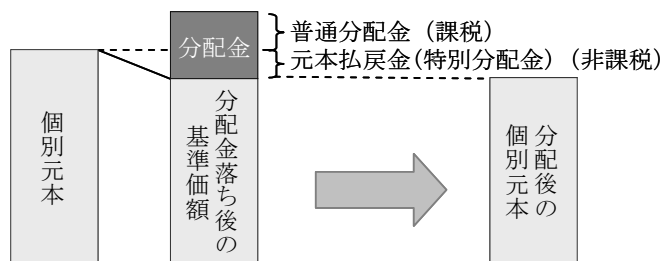 分配金
普通分配金（課税）
元本払戻金(特別分配金)（非課税）
個別元本
分配金落ち後の
基準価額
分配後の
個別元本